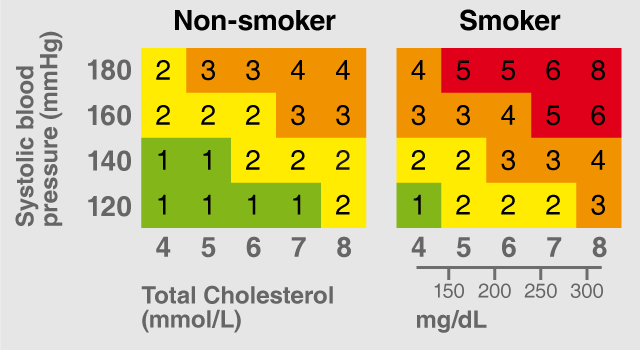 Non-smoker Smoker
Systolic blood
pressure (mmHg)
180 2 3 3 4 4 4 5 5 6 8
160 2 2 2 3 3 3 3 4 5 6
140 1 1 2 2 2 2 2 3 3 4
120 1 1 1 1 2 1 2 2 2 3
4 5 6 7 8 4 5 6 7 8
150 200 250 300
Total Cholesterol
(mmol/L)
mg/dL